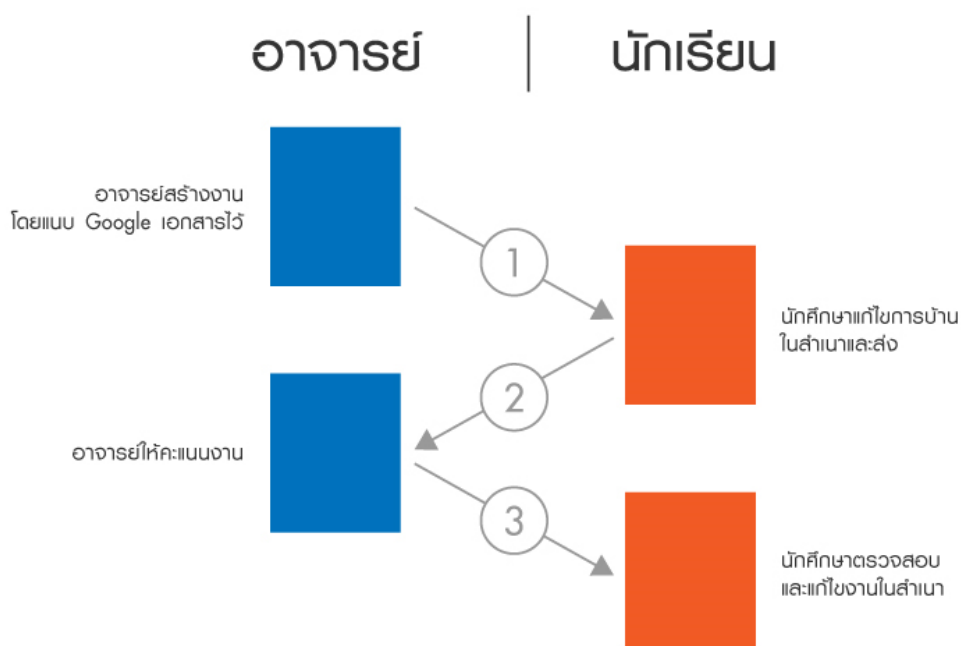 อาจารย์ | นักเรียน
อาจารย์สร้างงาน
โดยแนบ Google เอกสารไว้
1
นักศึกษาแก้ไขการบ้าน
ในสำเนาและส่ง
2
อาจารย์ให้คะแนนงาน
3
นักศึกษาตรวจสอบ
และแก้ไขงานในสำเนา